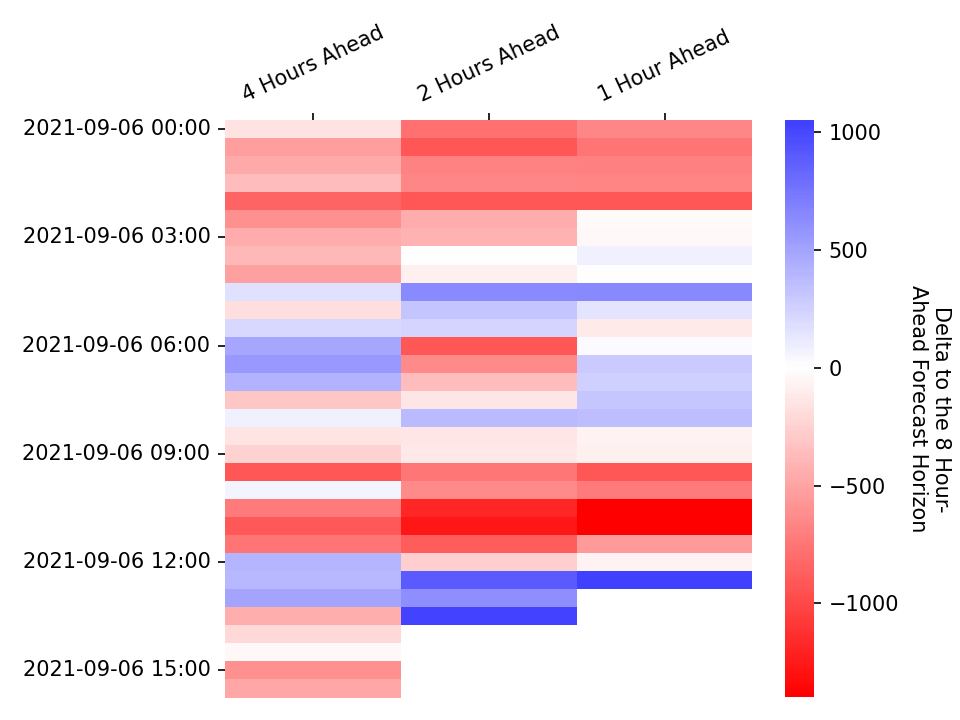 4 Hours Ahead
2 Hours Ahead
1 Hour Ahead
2021-09-06 00:00
2021-09-06 03:00
2021-09-06 06:00
2021-09-06 09:00
2021-09-06 12:00
2021-09-06 15:00
1000
500
0
−500
−1000
Delta to the 8 Hour-
Ahead Forecast Horizon